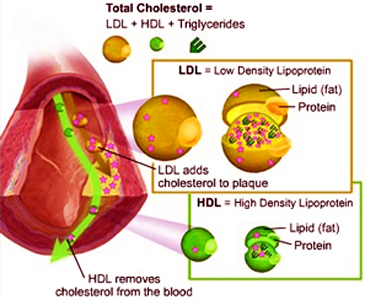 Total Cholesterol =
LDL + HDL + Triglycerides
LDL = Low Density Lipoprotein
Lipid (fat)
Protein
LDL adds
cholesterol to plaque
HDL = High Density Lipoprotein
Lipid (fat)
Protein
HDL removes
cholesterol from the blood